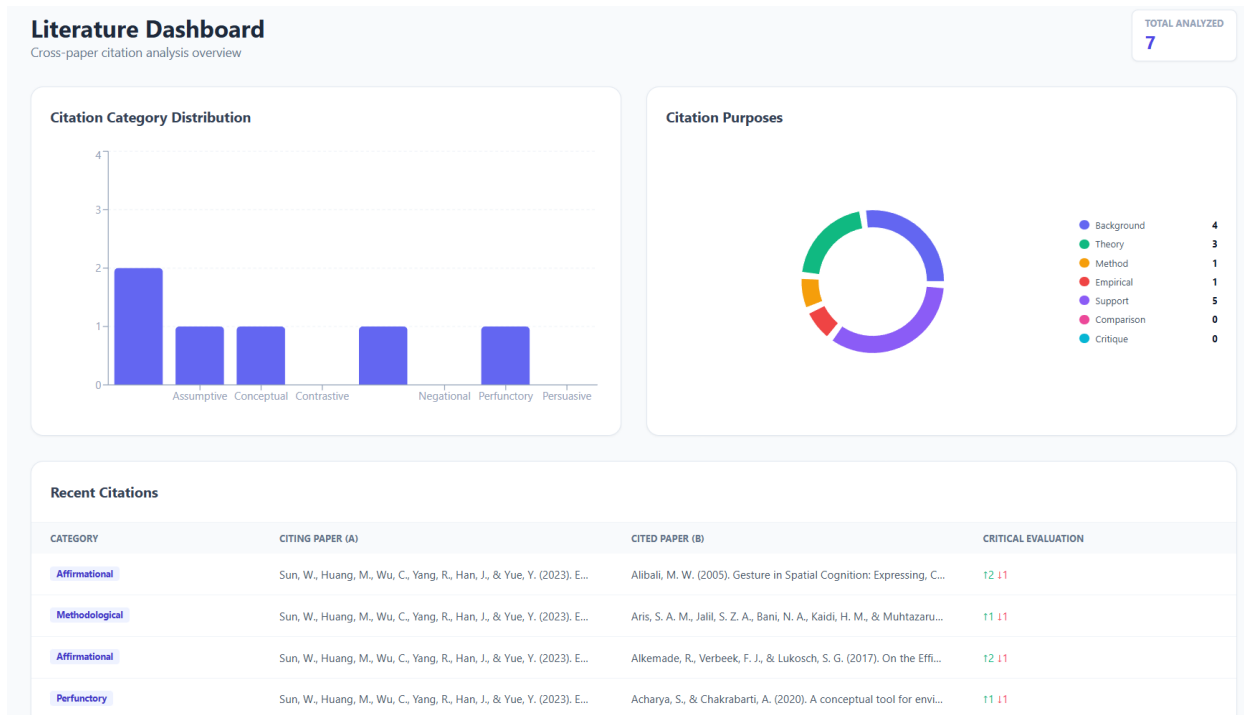 Literature Dashboard
Cross-paper citation analysis overview
TOTAL ANALYZED
7
Citation Category Distribution
4
3
2
1
0
Assumptive Conceptual Contrastive Negational Perfunctory Persuasive
Citation Purposes
Background 4
Theory 3
Method 1
Empirical 1
Support 5
Comparison 0
Critique 0
Recent Citations
CATEGORY CITING PAPER (A) CITED PAPER (B) CRITICAL EVALUATION
Affirmational Sun, W., Huang, M., Wu, C., Yang, R., Han, J., & Yue, Y. (2023). E... Alibali, M. W. (2005). Gesture in Spatial Cognition: Expressing, C... ↑2 ↓1
Methodological Sun, W., Huang, M., Wu, C., Yang, R., Han, J., & Yue, Y. (2023). E... Aris, S. A. M., Jalil, S. Z. A., Bani, N. A., Kaidi, H. M., & Muhtazaru... ↑1 ↓1
Affirmational Sun, W., Huang, M., Wu, C., Yang, R., Han, J., & Yue, Y. (2023). E... Alkemade, R., Verbeek, F. J., & Lukosch, S. G. (2017). On the Effi... ↑2 ↓1
Perfunctory Sun, W., Huang, M., Wu, C., Yang, R., Han, J., & Yue, Y. (2023). E... Acharya, S., & Chakrabarti, A. (2020). A conceptual tool for envi... ↑1 ↓1